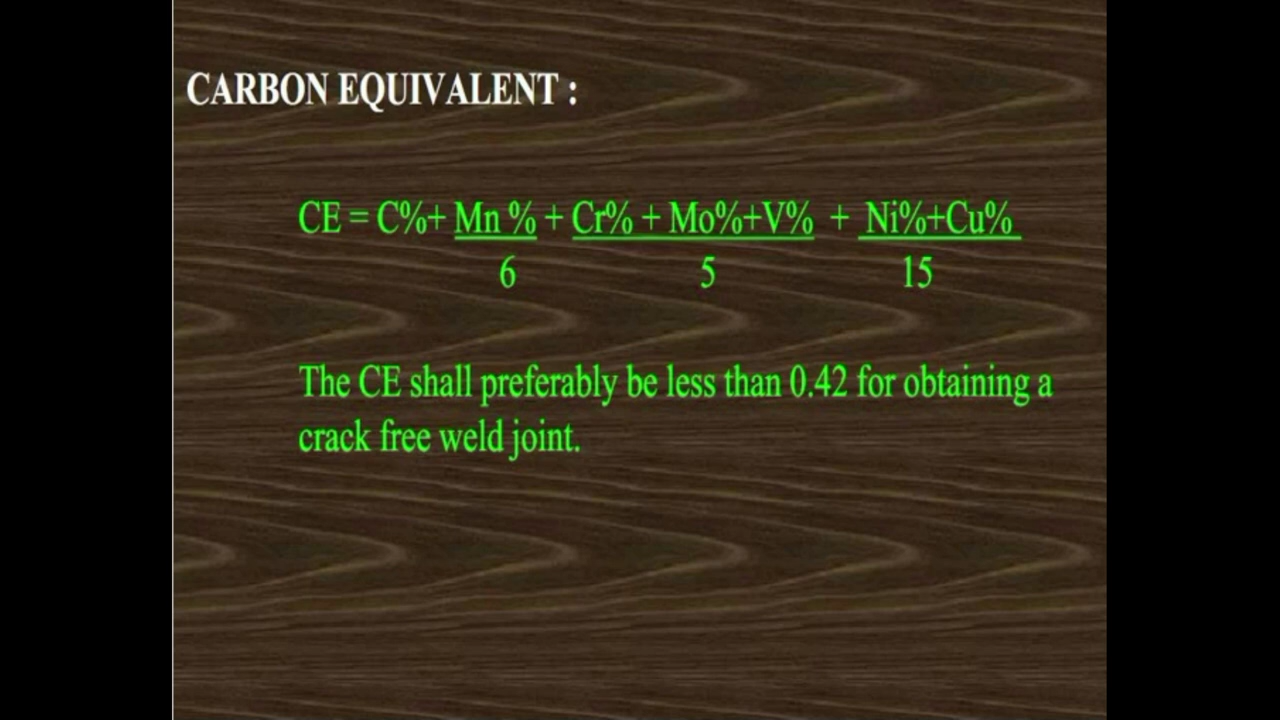 CARBON EQUIVALENT :
CE = C%+ Mn % + Cr% + Mo%+V% + Ni%+Cu%
6 5 15
The CE shall preferably be less than 0.42 for obtaining a
crack free weld joint.